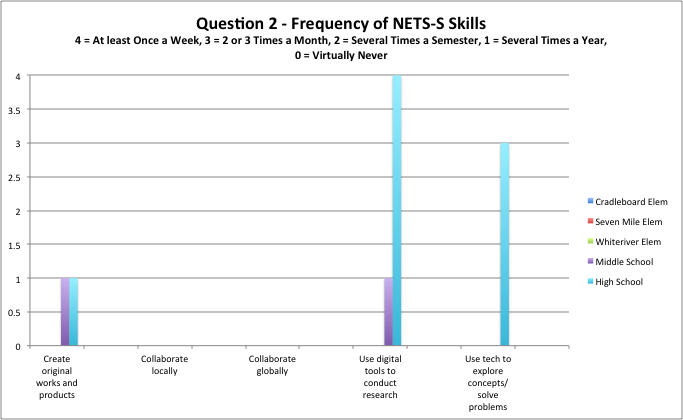 Question 2 - Frequency of NETS-S Skills
4 = At least Once a Week, 3 = 2 or 3 Times a Month, 2 = Several Times a Semester, 1 = Several Times a Year,
0 = Virtually Never
4
3.5
3
2.5
2
1.5
1
0.5
0
Create
original
works and
products
Collaborate
locally
Collaborate
globally
Use digital
tools to
conduct
research
Use tech to
explore
concepts/
solve
problems
Cradleboard Elem
Seven Mile Elem
Whiteriver Elem
Middle School
High School